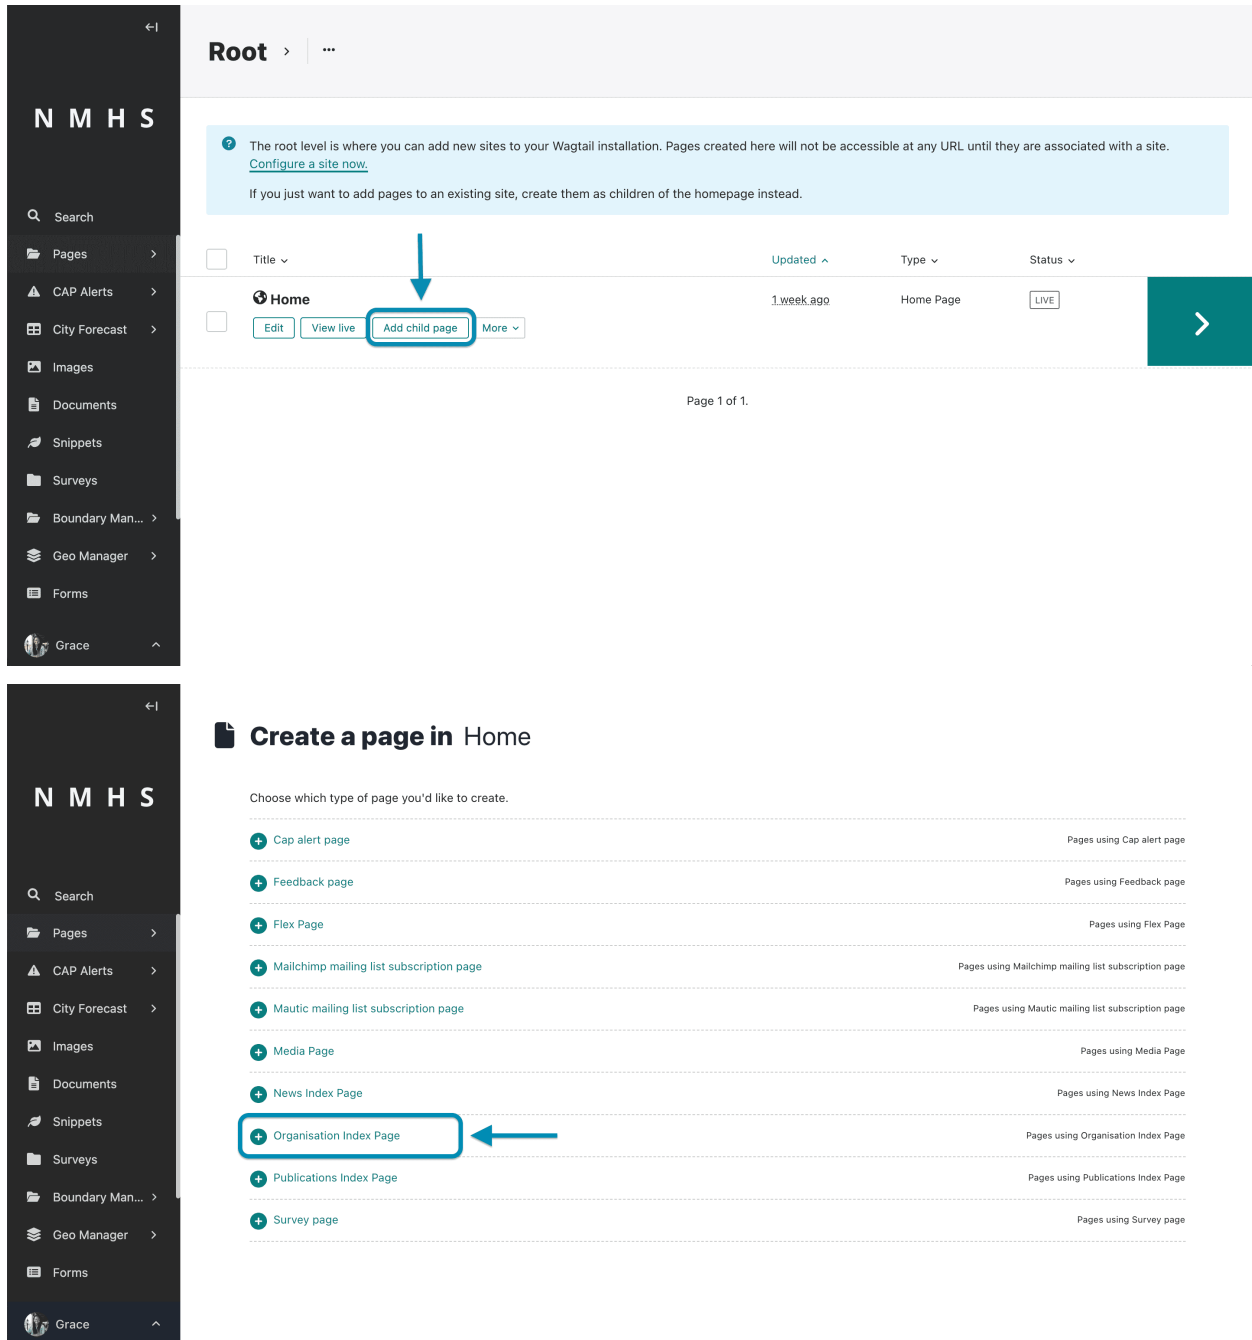 Root
N M H S
The root level is where you can add new sites to your Wagtail installation. Pages created here will not be accessible at any URL until they are associated with a site.
Configure a site now.
If you just want to add pages to an existing site, create them as children of the homepage instead.
Search
Pages
CAP Alerts
City Forecast
Images
Documents
Snippets
Surveys
Boundary Man...
Geo Manager
Forms
Grace
Title Updated Type Status
Home 1 week ago Home Page LIVE
Edit View live Add child page More
Page 1 of 1.
N M H S
Search
Pages
CAP Alerts
City Forecast
Images
Documents
Snippets
Surveys
Boundary Man...
Geo Manager
Forms
Grace
Create a page in Home
Choose which type of page you'd like to create.
Cap alert page Pages using Cap alert page
Feedback page Pages using Feedback page
Flex Page Pages using Flex Page
Mailchimp mailing list subscription page Pages using Mailchimp mailing list subscription page
Mautic mailing list subscription page Pages using Mautic mailing list subscription page
Media Page Pages using Media Page
News Index Page Pages using News Index Page
Organisation Index Page Pages using Organisation Index Page
Publications Index Page Pages using Publications Index Page
Survey page Pages using Survey page